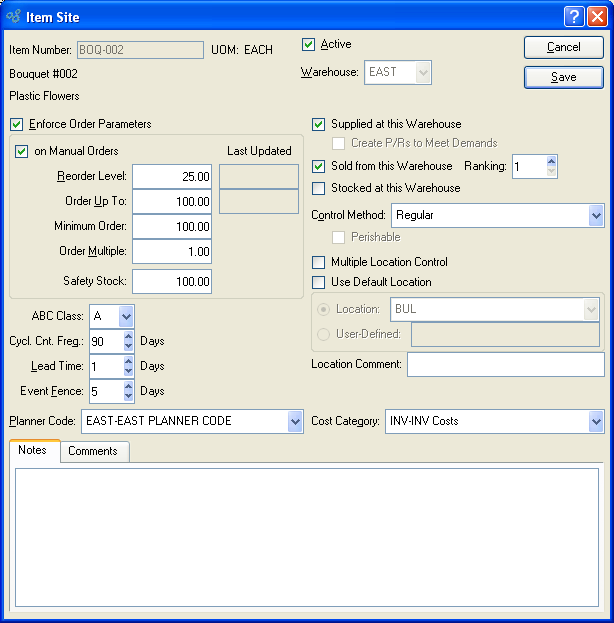 Item Site
Item Number: BOQ-002 UOM: EACH
Active
Cancel
Bouquet #002
Warehouse: EAST
Save
Plastic Flowers
Enforce Order Parameters
on Manual Orders Last Updated
Reorder Level: 25.00
Order Up To: 100.00
Minimum Order: 100.00
Order Multiple: 1.00
Safety Stock: 100.00
Supplied at this Warehouse
Create P/Rs to Meet Demands
Sold from this Warehouse Ranking: 1
Stocked at this Warehouse
Control Method: Regular
Perishable
Multiple Location Control
Use Default Location
Location: BUL
User-Defined:
Location Comment:
ABC Class: A
Cycl. Cnt. Freq.: 90 Days
Lead Time: 1 Days
Event Fence: 5 Days
Planner Code: EAST-EAST PLANNER CODE
Cost Category: INV-INV Costs
Notes Comments